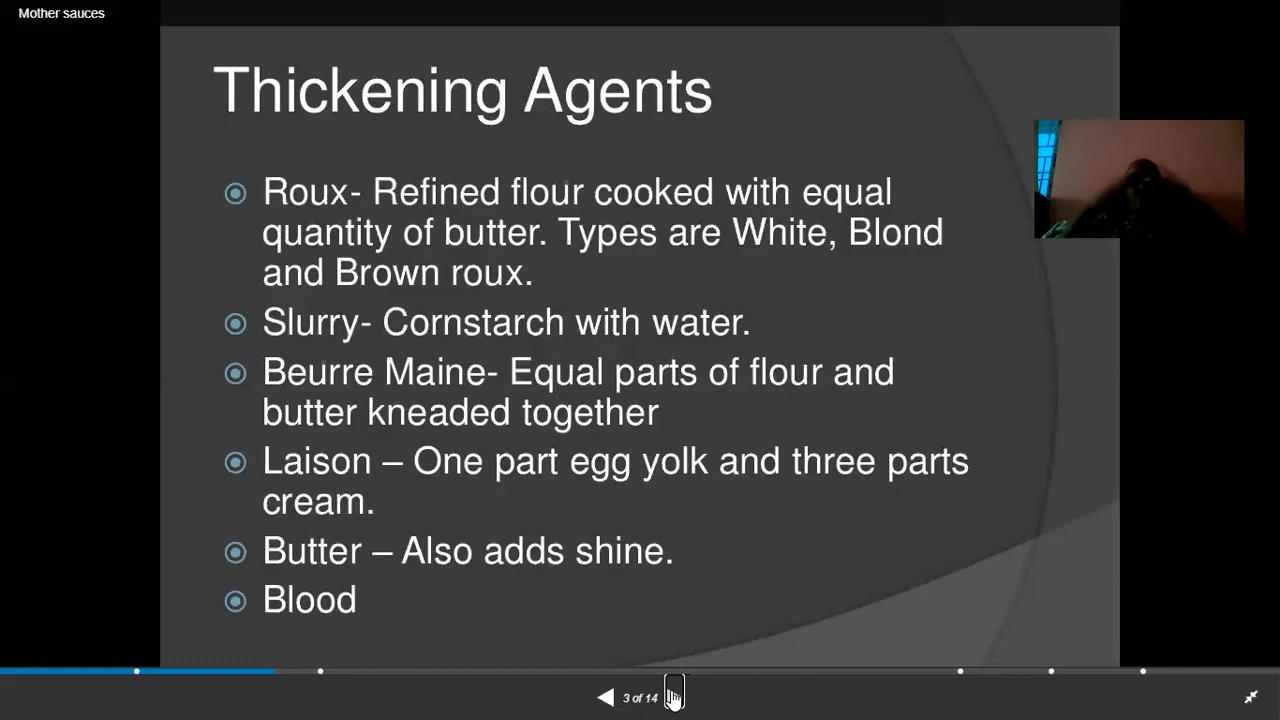 Mother sauces
Thickening Agents
Roux- Refined flour cooked with equal
quantity of butter. Types are White, Blond
and Brown roux.
Slurry- Cornstarch with water.
Beurre Maine- Equal parts of flour and
butter kneaded together
Laison – One part egg yolk and three parts
cream.
Butter – Also adds shine.
Blood
3 of 14